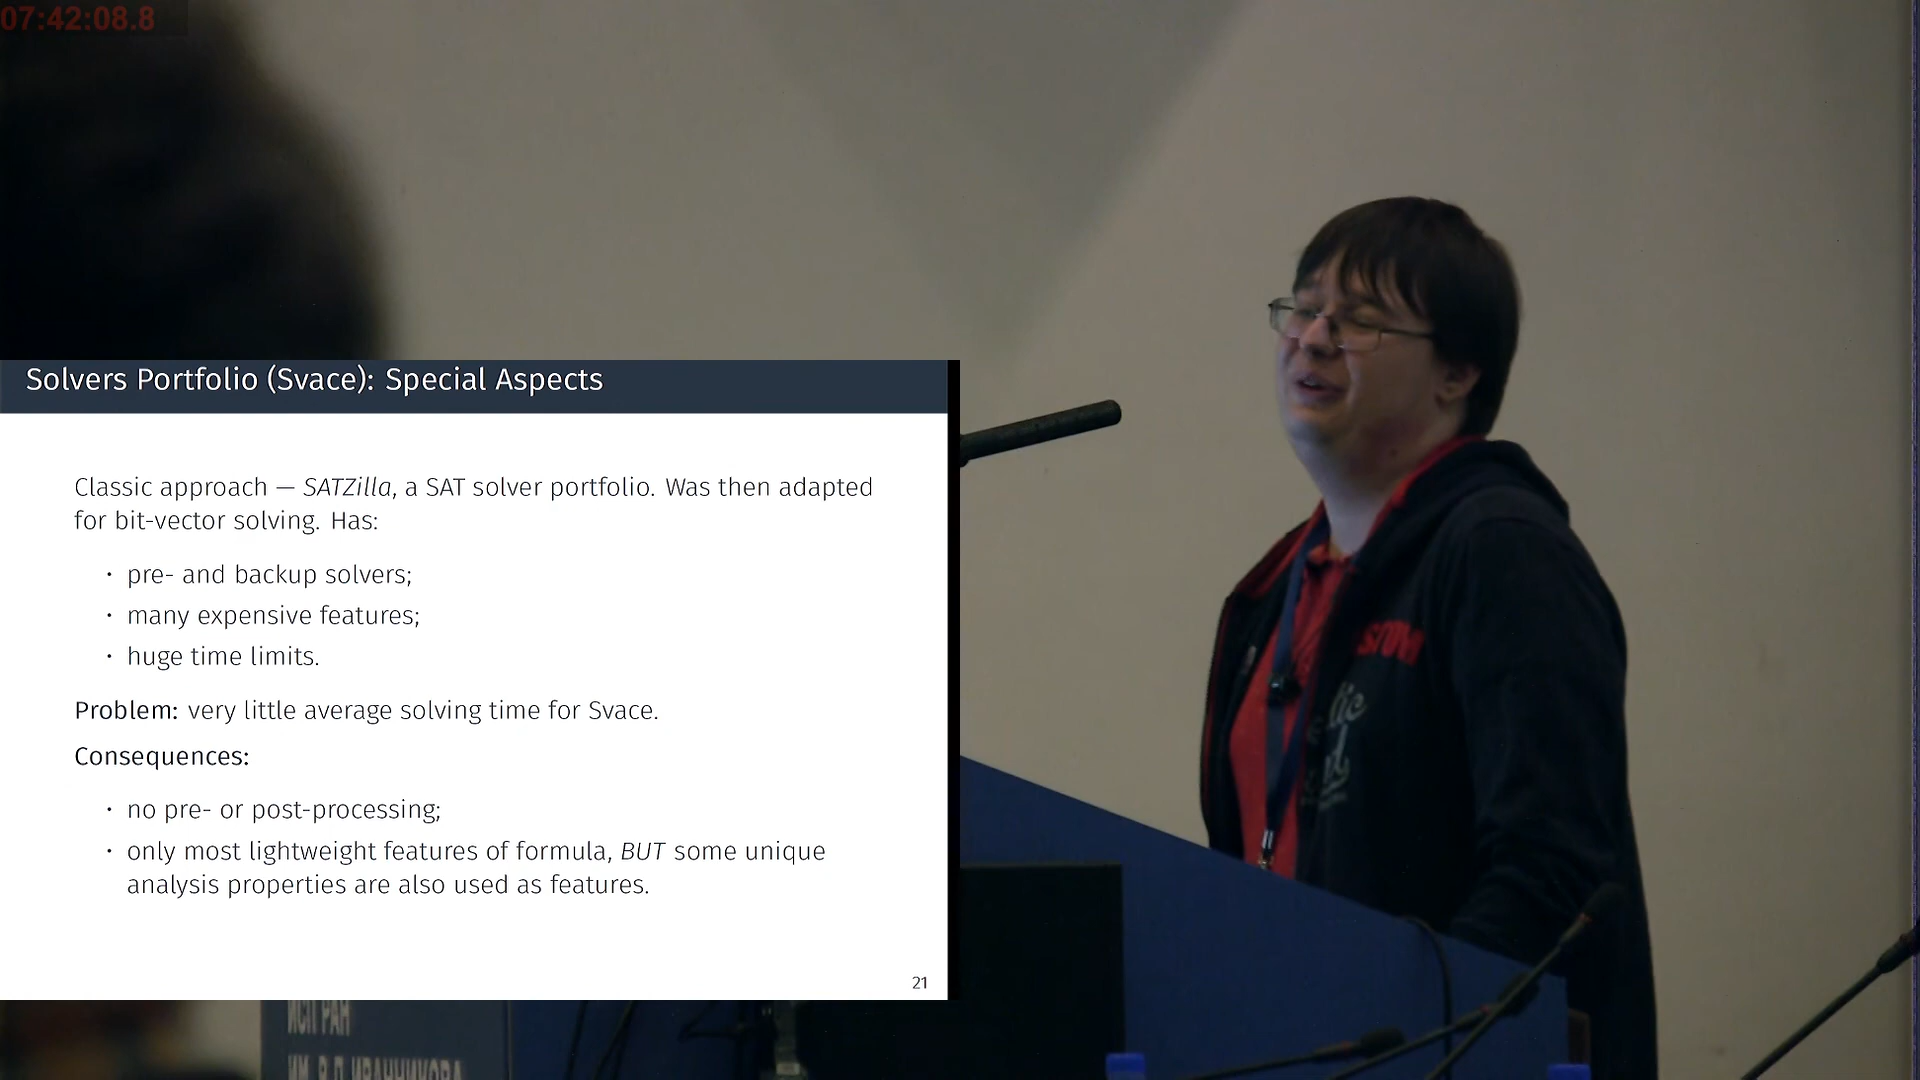 07:42:08.8
Solvers Portfolio (Svace): Special Aspects
Classic approach — SATZilla, a SAT solver portfolio. Was then adapted
for bit-vector solving. Has:
· pre- and backup solvers;
· many expensive features;
· huge time limits.
Problem: very little average solving time for Svace.
Consequences:
· no pre- or post-processing;
· only most lightweight features of formula, BUT some unique
analysis properties are also used as features.
21
ИСП РАН
ИМ. В.П. ИВАННИКОВА